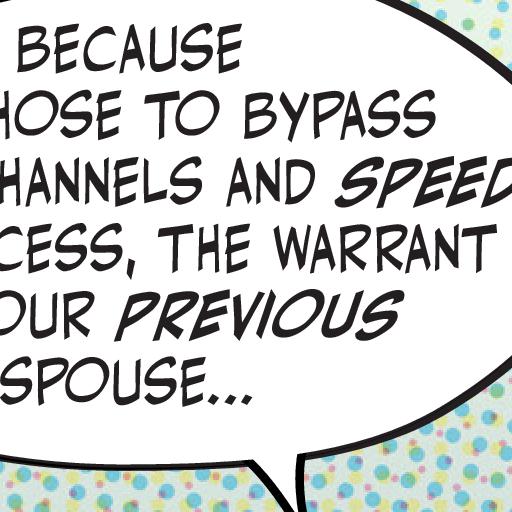 BECAUSE
HOSE TO BYPASS
HANNELS AND SPEED
CESS, THE WARRANT
OUR PREVIOUS
SPOUSE...